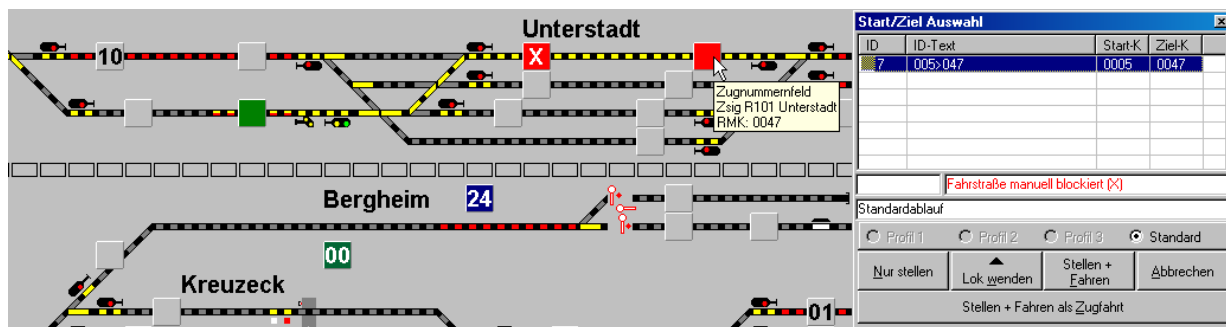 Unterstadt
10
X
Zugnummernfeld
Zsig R101 Unterstadt
RMK: 0047
Bergheim
24
00
Kreuzeck
01
Start/Ziel Auswahl
ID ID-Text Start-K Ziel-K
7 005>047 0005 0047
Fahrstraße manuell blockiert (X)
Standardablauf
Profil 1 Profil 2 Profil 3 Standard
Nur stellen
Lok wenden
Stellen +
Fahren
Abbrechen
Stellen + Fahren als Zugfahrt